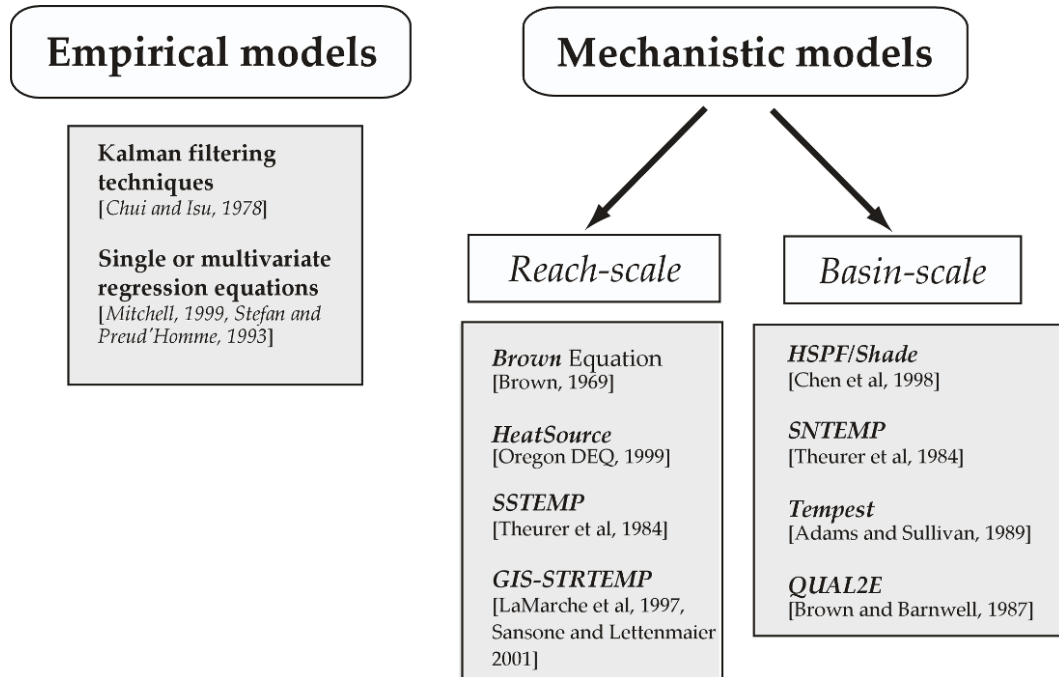 Empirical models
Kalman filtering
techniques
[Chui and Isu, 1978]
Single or multivariate
regression equations
[Mitchell, 1999, Stefan and
Preud'Homme, 1993]
Mechanistic models
Reach-scale
Brown Equation
[Brown, 1969]
HeatSource
[Oregon DEQ, 1999]
SSTEMP
[Theurer et al, 1984]
GIS-STRTEMP
[LaMarche et al, 1997,
Sansone and Lettenmaier
2001]
Basin-scale
HSPF/Shade
[Chen et al, 1998]
SNTEMP
[Theurer et al, 1984]
Tempest
[Adams and Sullivan, 1989]
QUAL2E
[Brown and Barnwell, 1987]